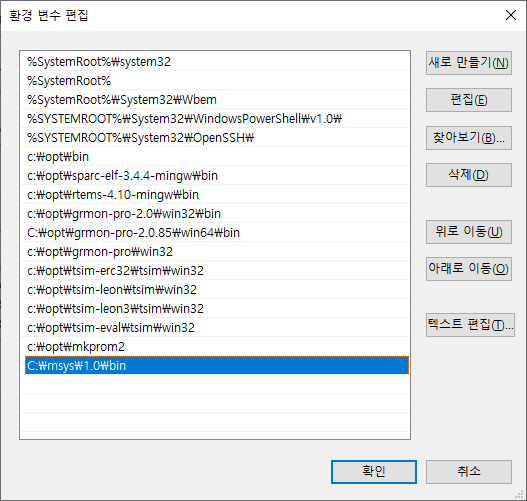 환경 변수 편집
%SystemRoot%₩system32
%SystemRoot%
%SystemRoot%₩System32₩Wbem
%SYSTEMROOT%₩System32₩WindowsPowerShell₩v1.0₩
%SYSTEMROOT%₩System32₩OpenSSH₩
c:₩opt₩bin
c:₩opt₩sparc-elf-3.4.4-mingw₩bin
c:₩opt₩rtems-4.10-mingw₩bin
c:₩opt₩grmon-pro-2.0₩win32₩bin
C:₩opt₩grmon-pro-2.0.85₩win64₩bin
c:₩opt₩grmon-pro₩win32
c:₩opt₩tsim-erc32₩tsim₩win32
c:₩opt₩tsim-leon₩tsim₩win32
c:₩opt₩tsim-leon3₩tsim₩win32
c:₩opt₩tsim-eval₩tsim₩win32
c:₩opt₩mkprom2
C:₩msys₩1.0₩bin
새로 만들기(N)
편집(E)
찾아보기(B)...
삭제(D)
위로 이동(U)
아래로 이동(O)
텍스트 편집(T)...
확인
취소